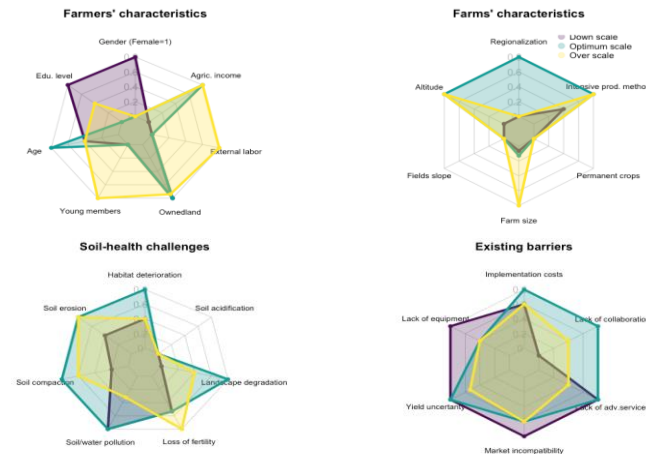 Farmers' characteristics
Gender (Female=1)
Edu. level
Agric. income
Age
External labor
Young members
Ownedland
Farms' characteristics
Down scale
Optimum scale
Over scale
Regionalization
Altitude
Intensive prod. metho
Fields slope
Permanent crops
Farm size
Soil-health challenges
Habitat deterioration
Soil erosion
Soil acidification
Soil compaction
Landscape degradation
Soil/water pollution
Loss of fertility
Existing barriers
Implementation costs
Lack of equipment
Lack of collaboratio
Yield uncertainty
Lack of adv.service
Market incompatibility